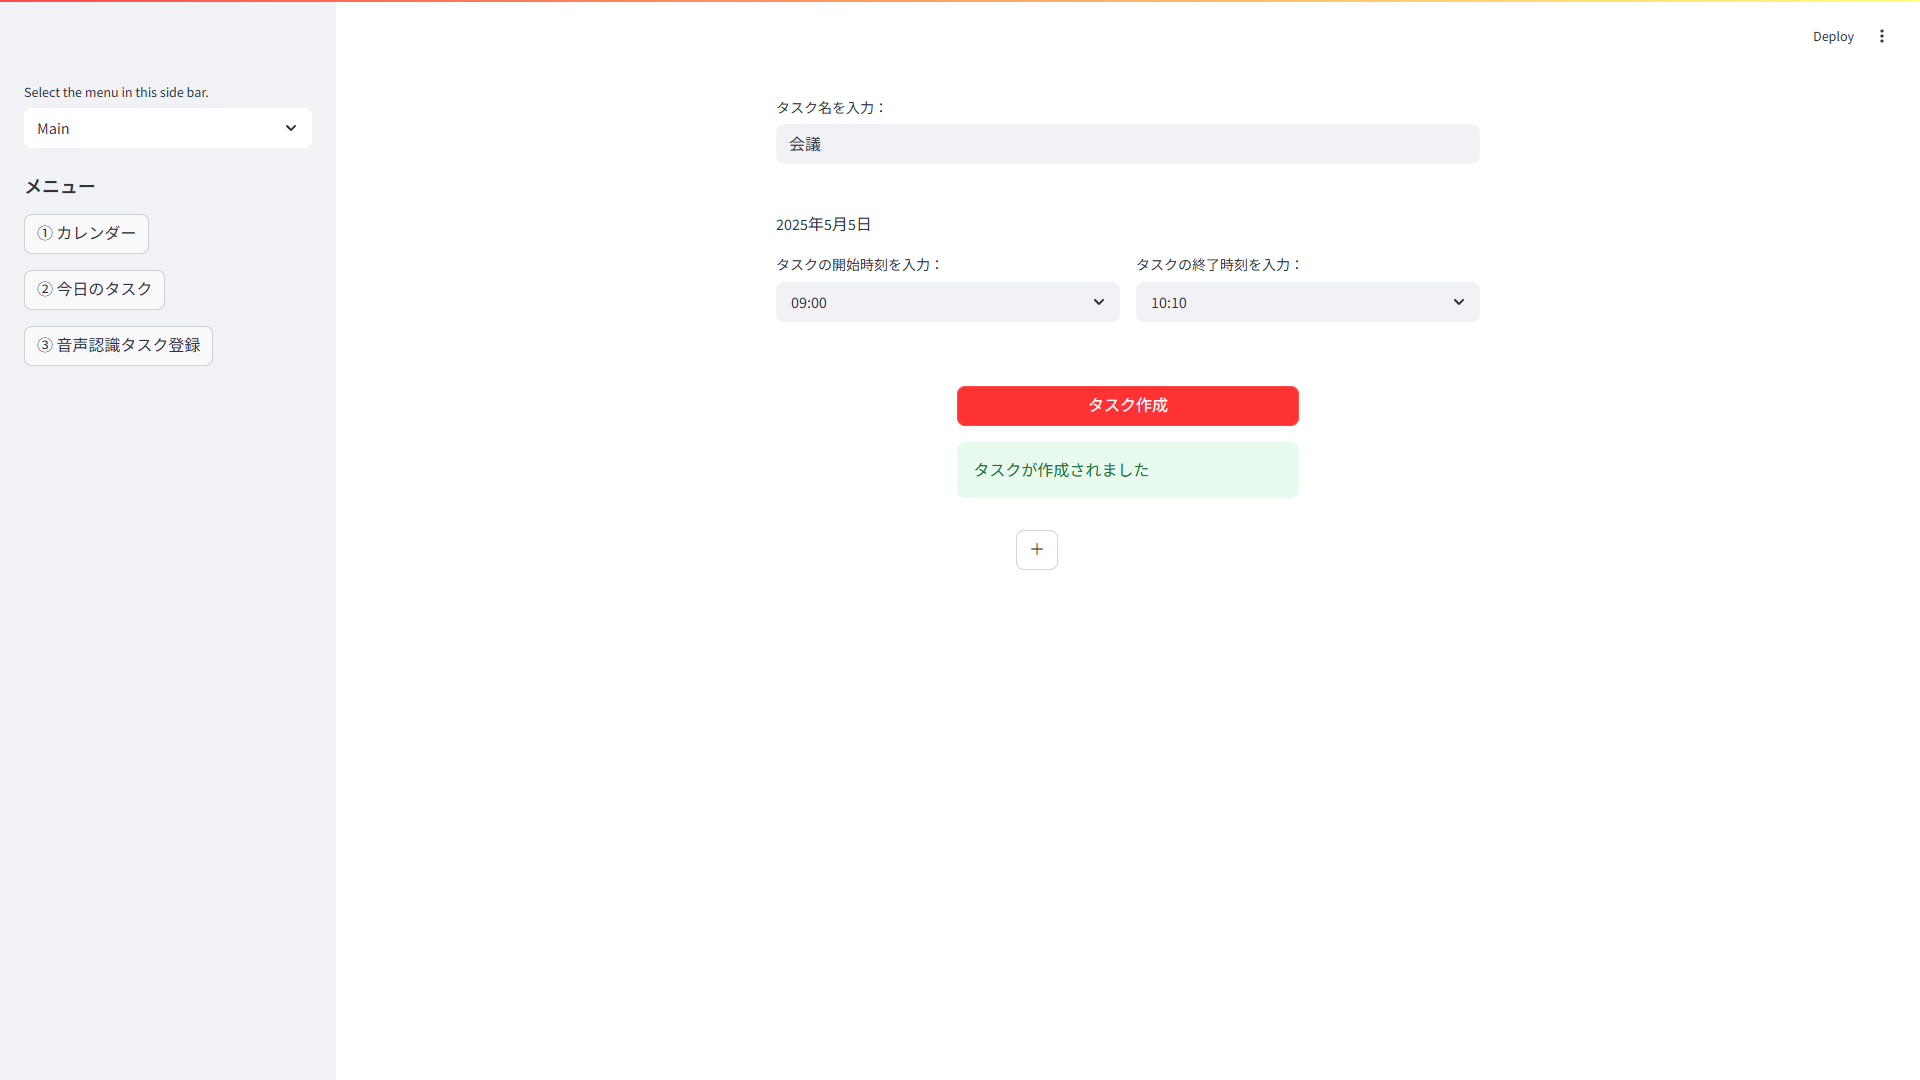 Deploy
Select the menu in this side bar.
Main
メニュー
① カレンダー
② 今日のタスク
③ 音声認識タスク登録
タスク名を入力：
会議
2025年5月5日
タスクの開始時刻を入力：
タスクの終了時刻を入力：
09:00
10:10
タスク作成
タスクが作成されました
＋